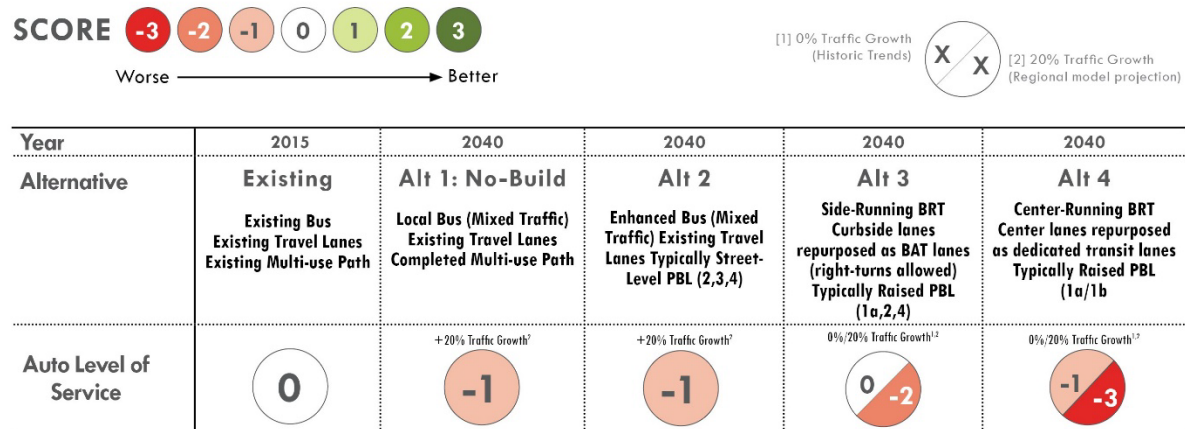 SCORE -3 -2 -1 0 1 2 3
Worse Better
[1] 0% Traffic Growth
(Historic Trends)
X X
[2] 20% Traffic Growth
(Regional model projection)
Year 2015 2040 2040 2040 2040
Alternative Existing Alt 1: No-Build Alt 2 Alt 3 Alt 4
Existing Bus
Existing Travel Lanes
Existing Multi-use Path
Local Bus (Mixed Traffic)
Existing Travel Lanes
Completed Multi-use Path
Enhanced Bus (Mixed
Traffic) Existing Travel
Lanes Typically Street-
Level PBL (2,3,4)
Side-Running BRT
Curbside lanes
repurposed as BAT lanes
(right-turns allowed)
Typically Raised PBL
(1a,2,4)
Center-Running BRT
Center lanes repurposed
as dedicated transit lanes
Typically Raised PBL
(1a/1b
Auto Level of
Service
0
+20% Traffic Growth²
-1
+20% Traffic Growth²
-1
0%/20% Traffic Growth¹·²
0 -2
0%/20% Traffic Growth¹·²
-1 -3